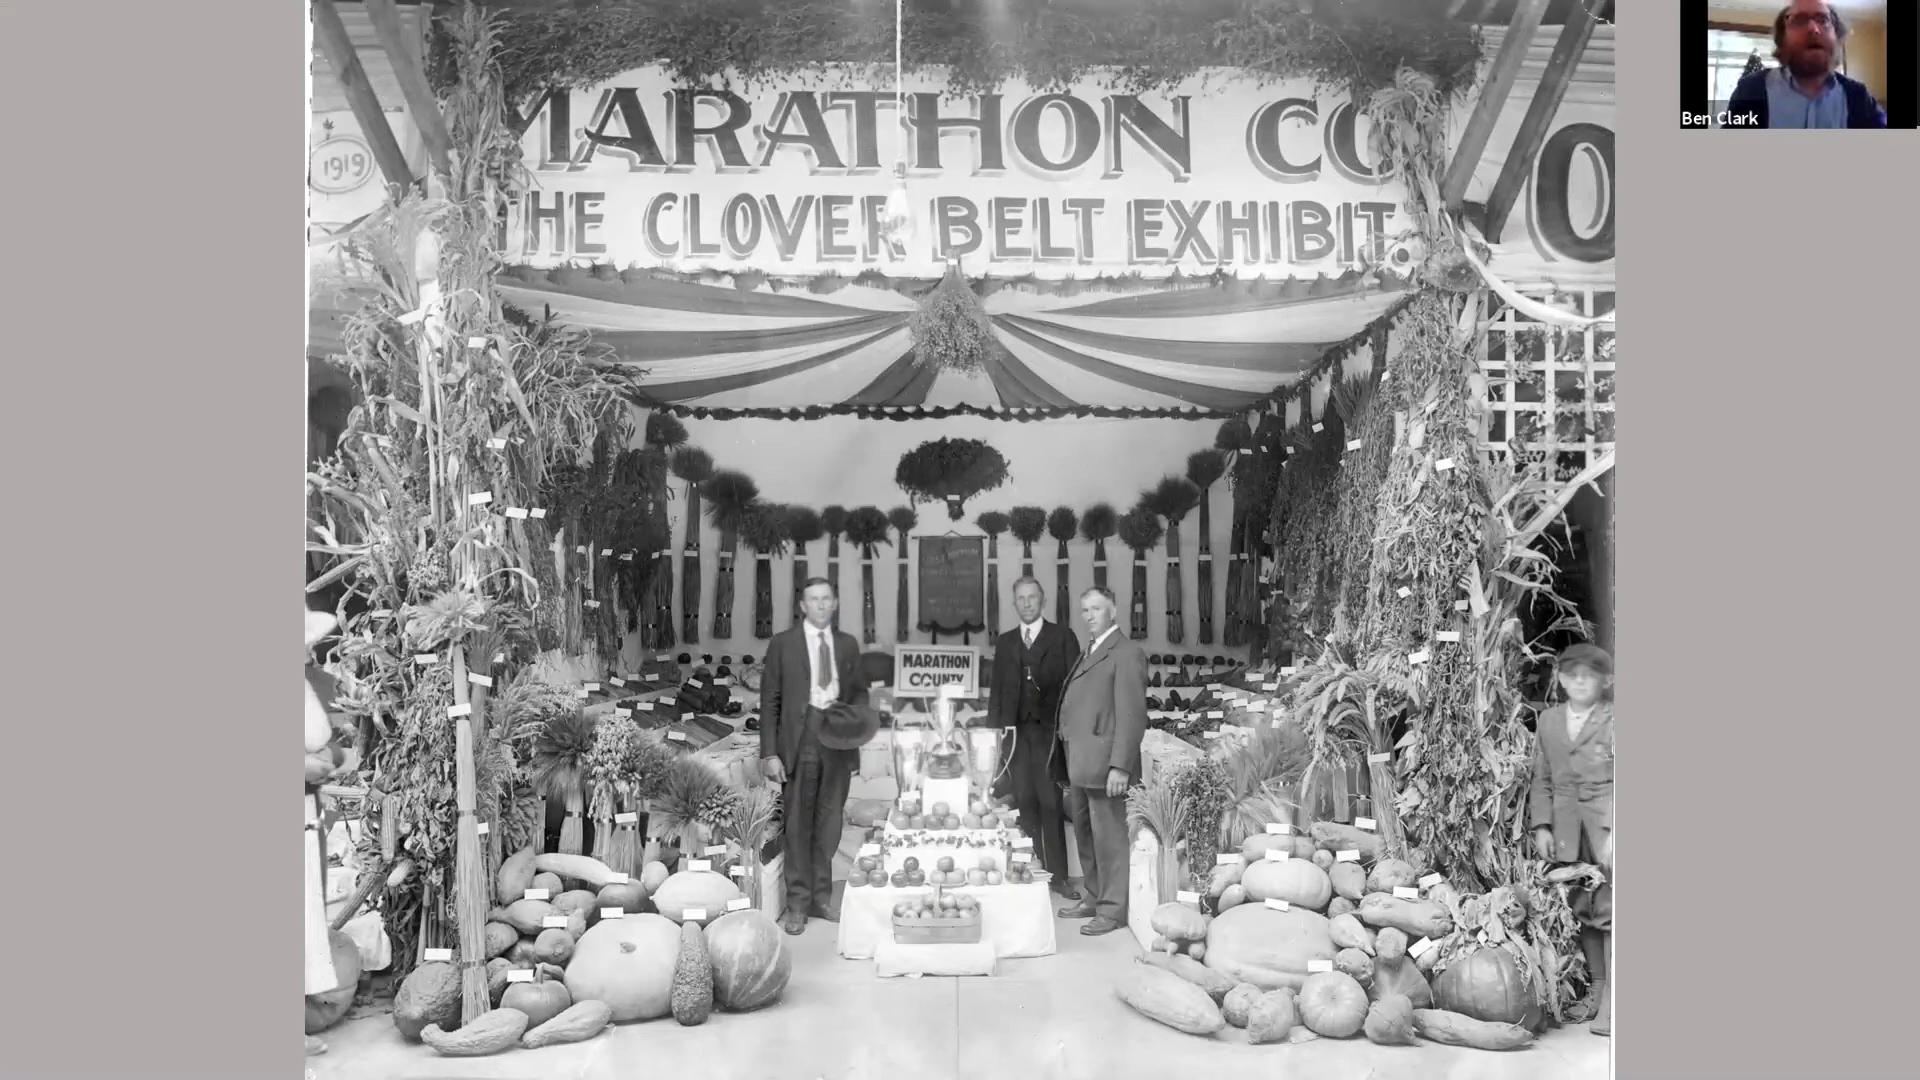 MARATHON CO
THE CLOVER BELT EXHIBIT.
1919
O
MARATHON
COUNTY
Ben Clark